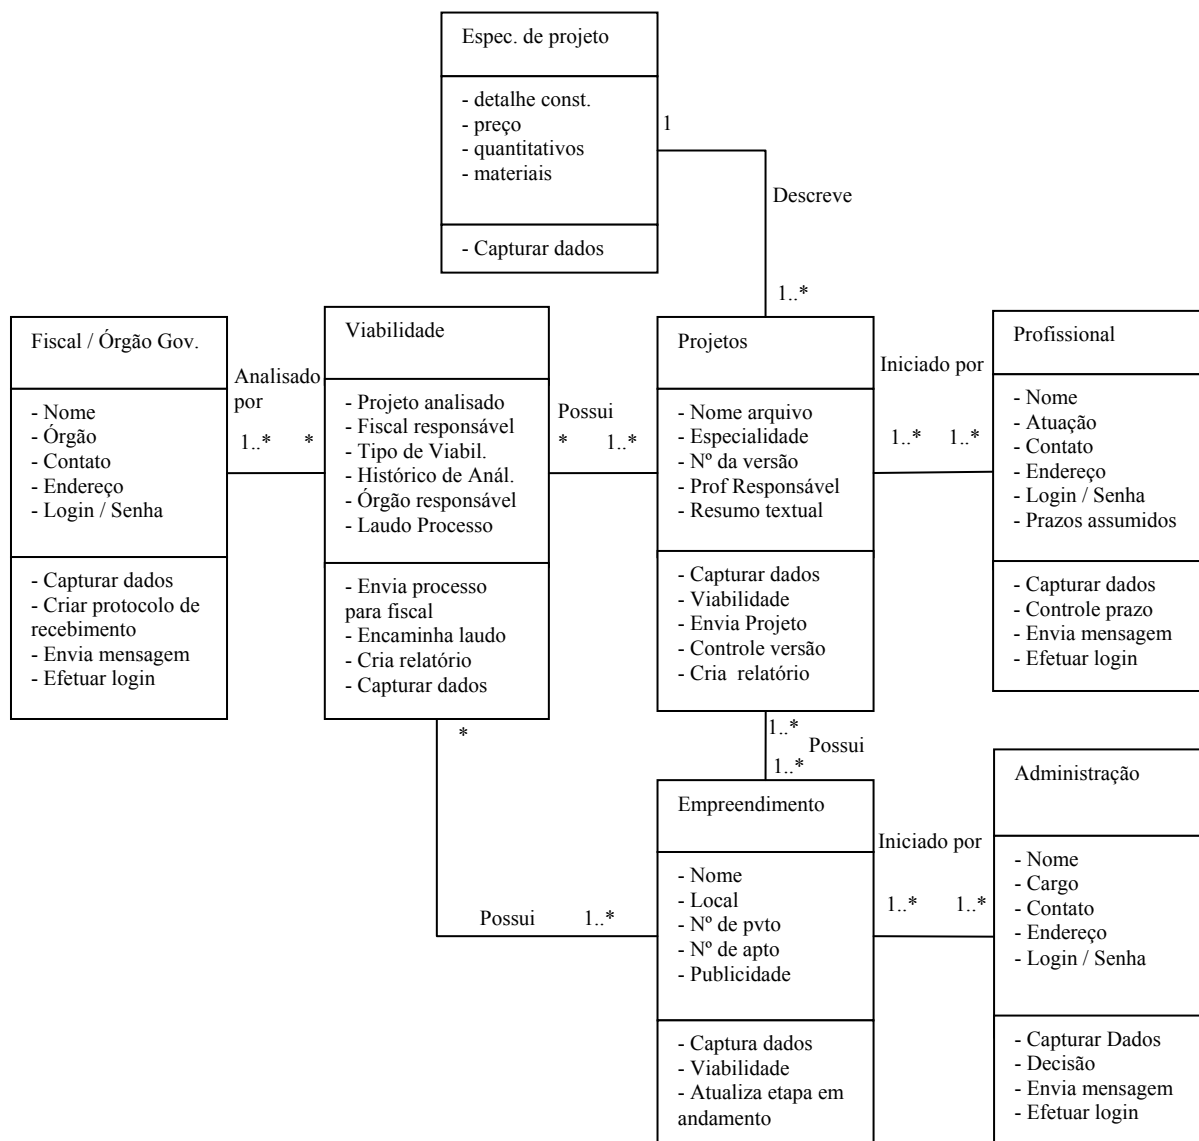 Espec. de projeto
- detalhe const.
- preço
- quantitativos
- materiais
- Capturar dados
1
Descreve
1..*
Fiscal / Órgão Gov.
- Nome
- Órgão
- Contato
- Endereço
- Login / Senha
- Capturar dados
- Criar protocolo de
recebimento
- Envia mensagem
- Efetuar login
Analisado
por
1..*
*
Viabilidade
- Projeto analisado
- Fiscal responsável
- Tipo de Viabil.
- Histórico de Anál.
- Órgão responsável
- Laudo Processo
- Envia processo
para fiscal
- Encaminha laudo
- Cria relatório
- Capturar dados
Possui
*
1..*
Projetos
- Nome arquivo
- Especialidade
- Nº da versão
- Prof Responsável
- Resumo textual
- Capturar dados
- Viabilidade
- Envia Projeto
- Controle versão
- Cria relatório
Iniciado por
1..*
1..*
Profissional
- Nome
- Atuação
- Contato
- Endereço
- Login / Senha
- Prazos assumidos
- Capturar dados
- Controle prazo
- Envia mensagem
- Efetuar login
*
Possui
1..*
1..*
Possui
1..*
Empreendimento
- Nome
- Local
- Nº de pvto
- Nº de apto
- Publicidade
- Captura dados
- Viabilidade
- Atualiza etapa em
andamento
Iniciado por
1..*
1..*
Administração
- Nome
- Cargo
- Contato
- Endereço
- Login / Senha
- Capturar Dados
- Decisão
- Envia mensagem
- Efetuar login